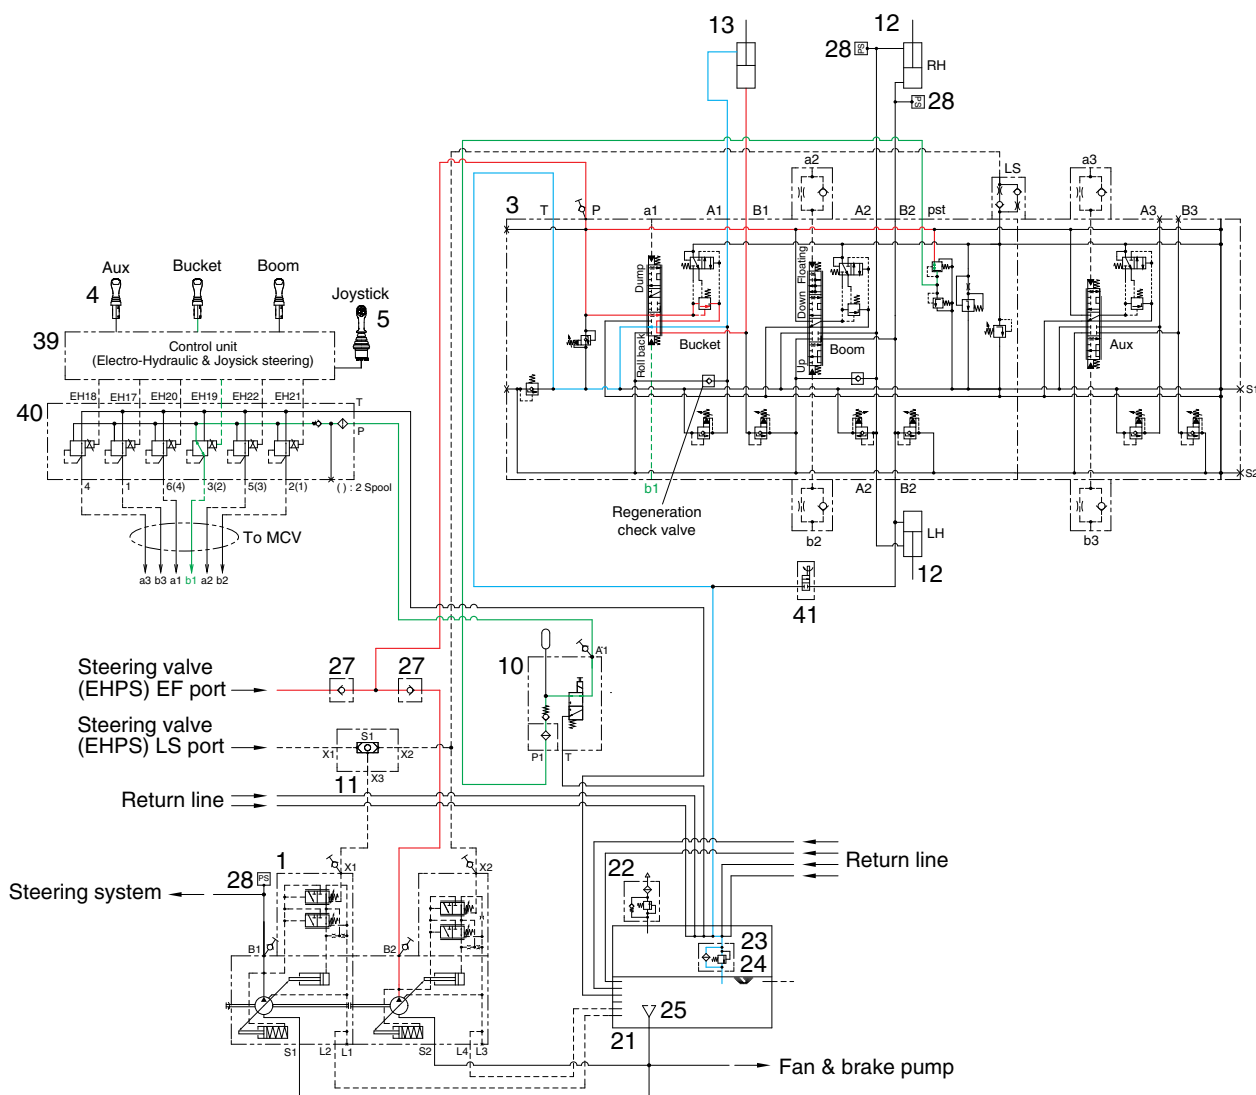 13
12
28
PS
RH
PS
28
a2
LS
a3
3
T
P
a1
A1
B1
A2
B2
pst
A3
B3
Aux
Bucket
Boom
Joystick
4
5
Dump
Down Floating
39
Control unit
(Electro-Hydraulic & Joysick steering)
Roll back
Bucket
Up
Boom
Aux
S1
EH18
EH17
EH20
EH19
EH22
EH21
T
40
P
S2
4
1
6(4)
3(2)
5(3)
2(1)
( ) : 2 Spool
b1
A2
B2
Regeneration
check valve
b2
LH
b3
To MCV
a3
b3
a1
b1
a2
b2
12
41
Steering valve
(EHPS) EF port
27
27
10
A1
Steering valve
(EHPS) LS port
S1
X1
X2
P1
T
X3
11
Return line
Return line
1
X1
X2
22
28
PS
Steering system
B1
B2
23
24
25
21
S1
L2
L1
S2
L4
L3
Fan & brake pump